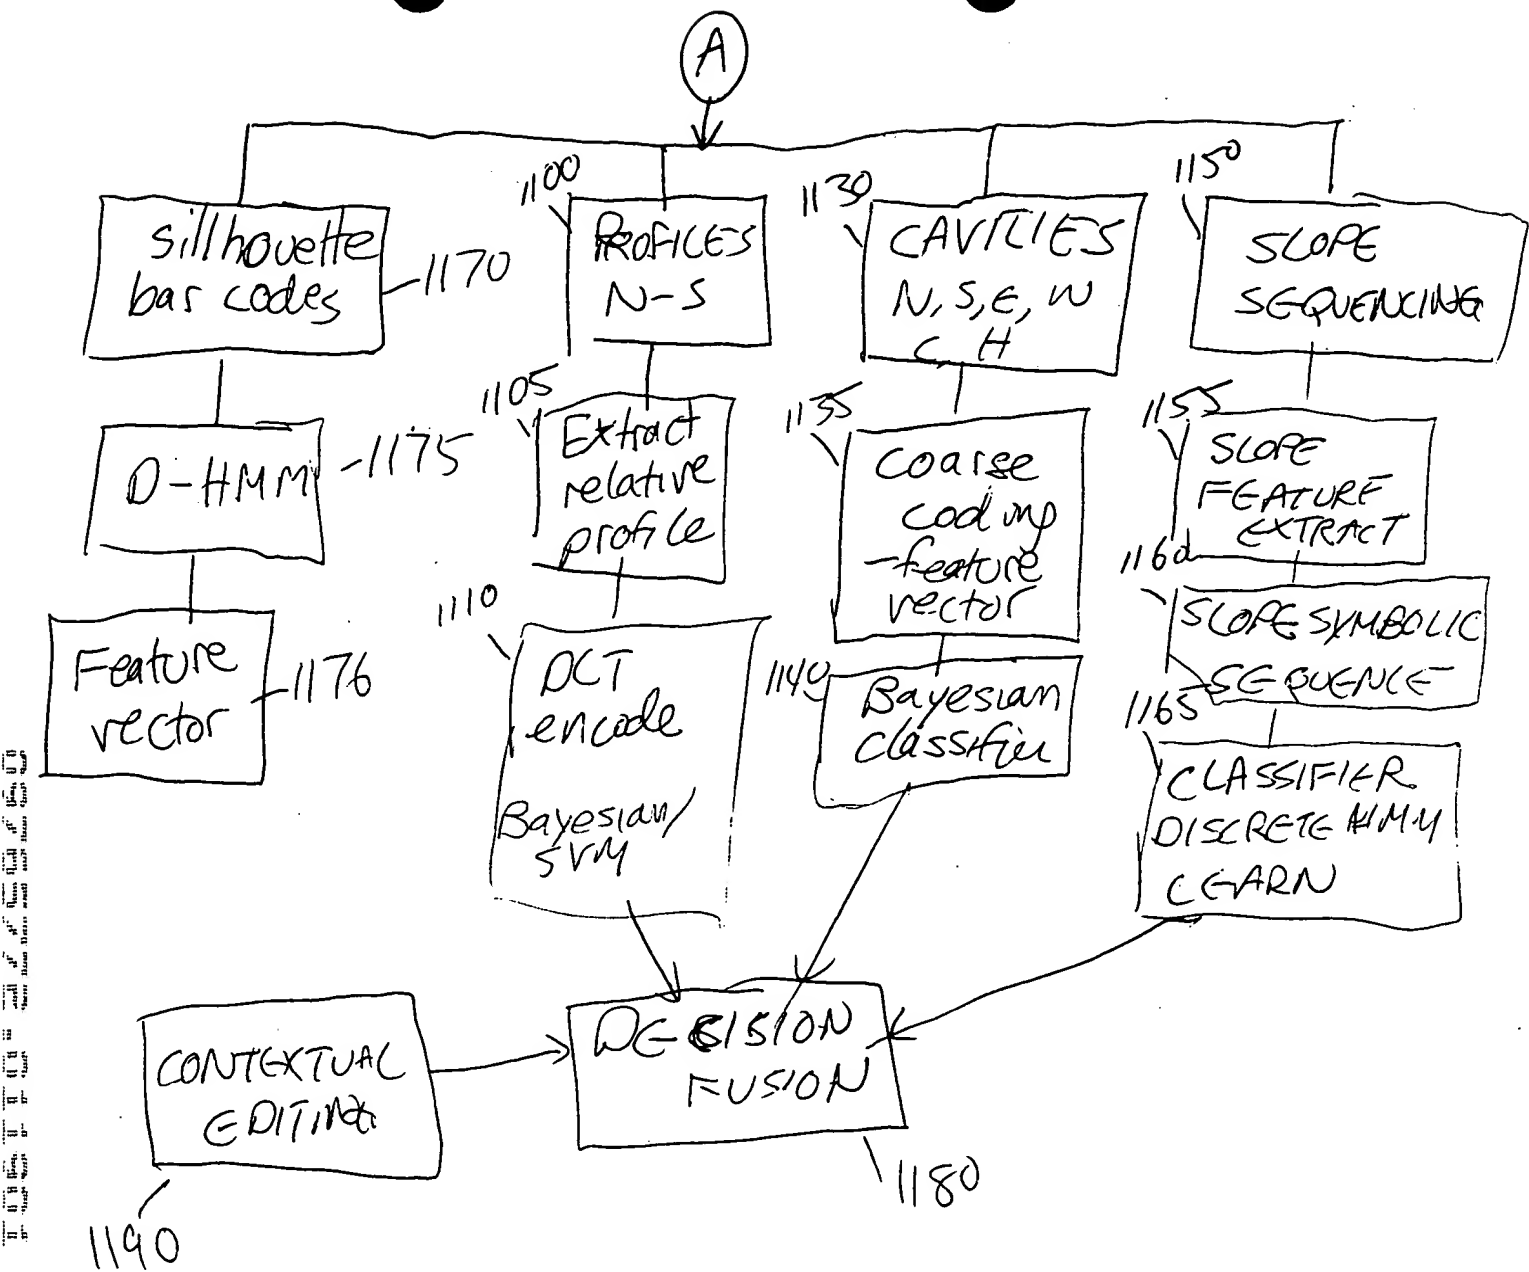 A
sillhouette
bar codes
1170
D-HMM
1175
Feature
vector
1176
1100
PROFILES
N-S
1105
Extract
relative
profile
1110
DCT
encode
Bayesian/
SVM
1130
CAVITIES
N, S, E, W
C, H
1135
coarse
coding
-feature
vector
1140
Bayesian
classifier
1150
SLOPE
SEQUENCING
1155
SLOPE
FEATURE
EXTRACT
1160
SLOPE SYMBOLIC
SEQUENCE
1165
CLASSIFIER
DISCRETE HMM
LEARN
CONTEXTUAL
EDITING
1190
DECISION
FUSION
1180